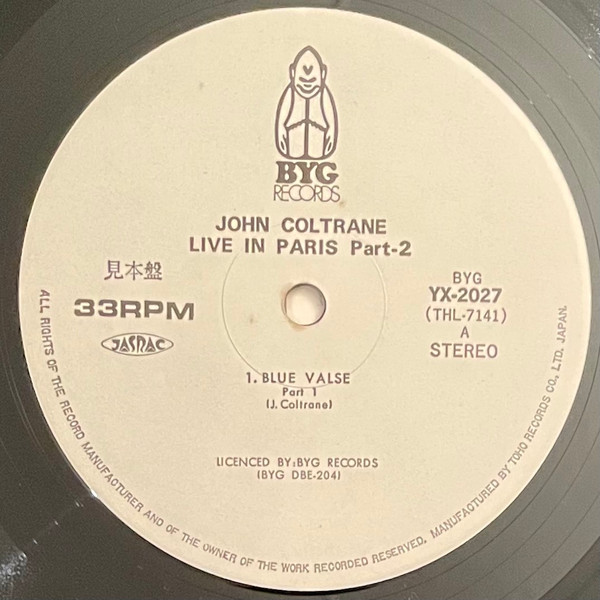 BYG
RECORDS
JOHN COLTRANE
LIVE IN PARIS Part-2
見本盤
33RPM
JASRAC
BYG
YX-2027
(THL-7141)
A
STEREO
1. BLUE VALSE
Part 1
(J. Coltrane)
LICENCED BY:BYG RECORDS
(BYG DBE-204)
ALL RIGHTS OF THE RECORD MANUFACTURER AND OF THE OWNER OF THE WORK RECORDED RESERVED. MANUFACTURED BY TOHO RECORDS CO., LTD. JAPAN.